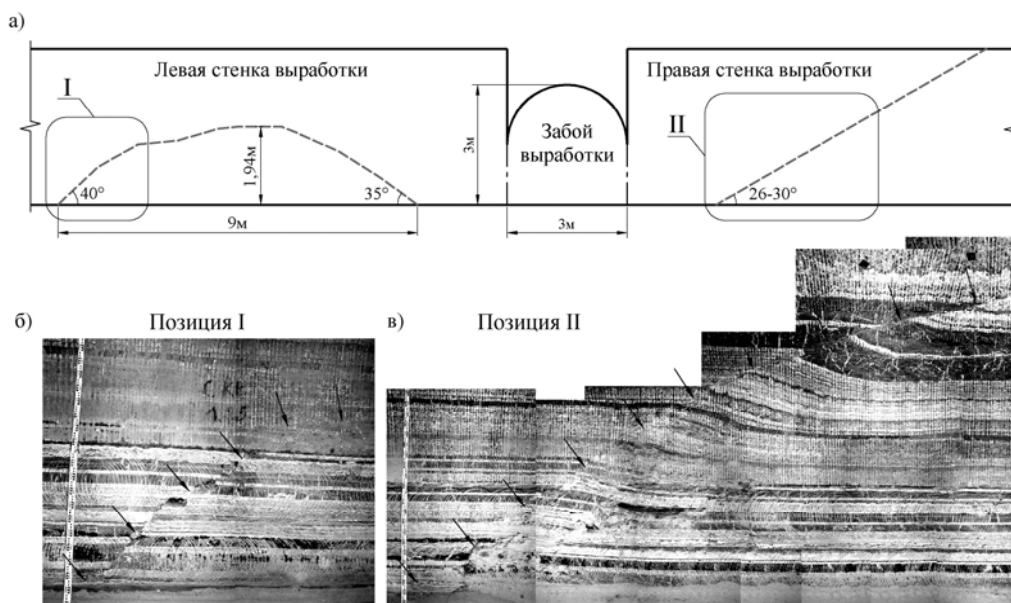 а)
Левая стенка выработки
Правая стенка выработки
I
II
Забой
выработки
3м
1,94м
40°
35°
26-30°
9м
3м
б)
Позиция I
в)
Позиция II